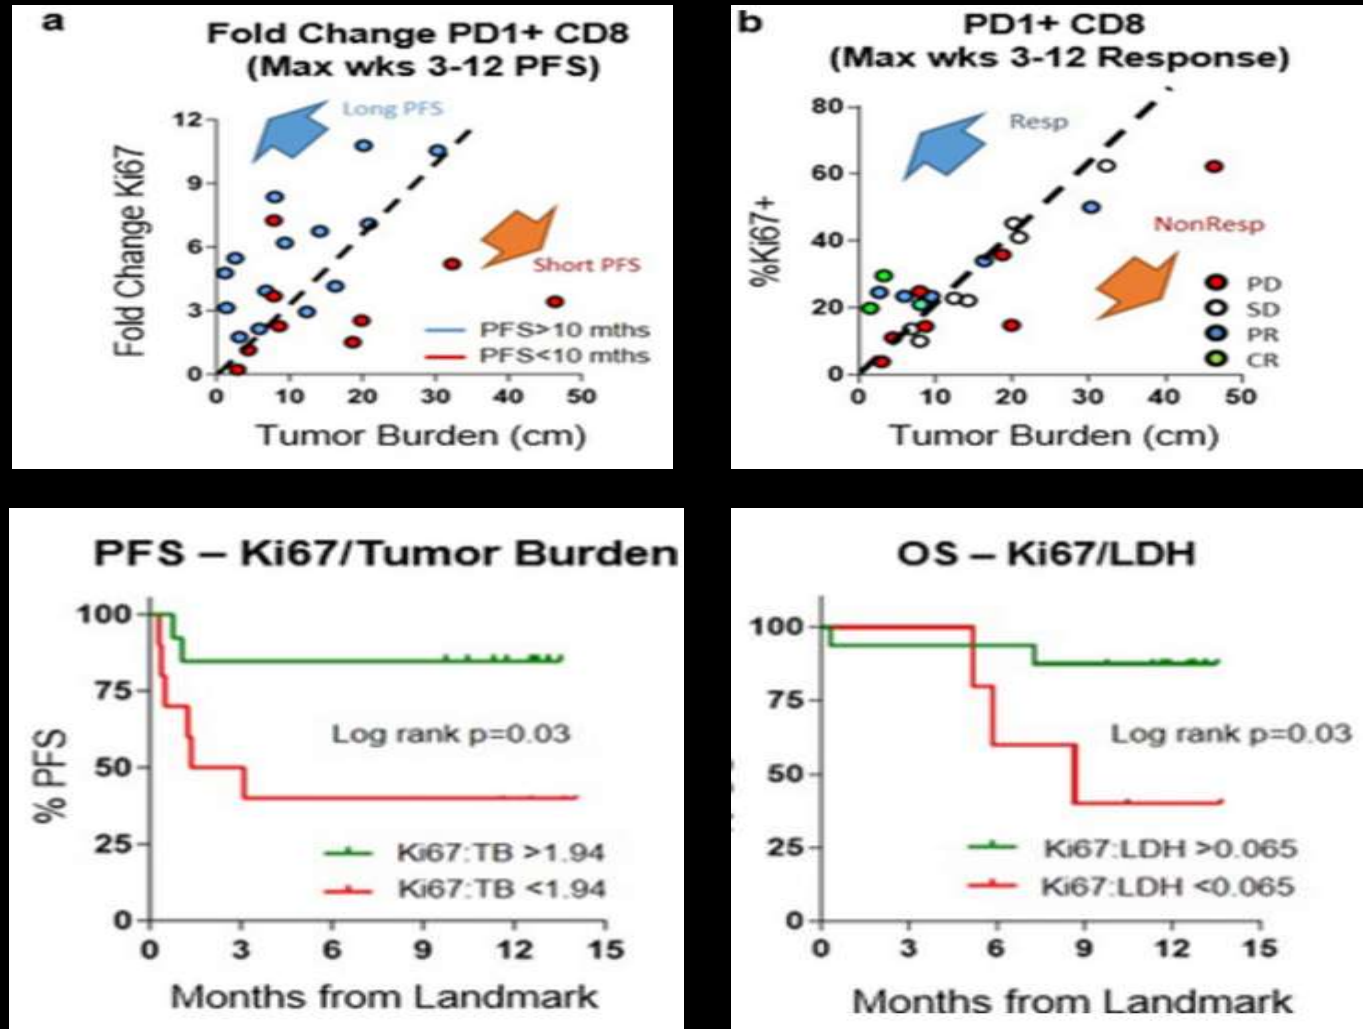 a
Fold Change PD1+ CD8
(Max wks 3-12 PFS)
Long PFS
Fold Change Ki67
12
9
6
3
0
Short PFS
PFS>10 mths
PFS<10 mths
0 10 20 30 40 50
Tumor Burden (cm)
b
PD1+ CD8
(Max wks 3-12 Response)
Resp
%Ki67+
80
60
40
20
0
NonResp
PD
SD
PR
CR
0 10 20 30 40 50
Tumor Burden (cm)
PFS – Ki67/Tumor Burden
% PFS
100
75
50
25
0
Log rank p=0.03
Ki67:TB >1.94
Ki67:TB <1.94
0 3 6 9 12 15
Months from Landmark
OS – Ki67/LDH
100
75
50
25
0
Log rank p=0.03
Ki67:LDH >0.065
Ki67:LDH <0.065
0 3 6 9 12 15
Months from Landmark